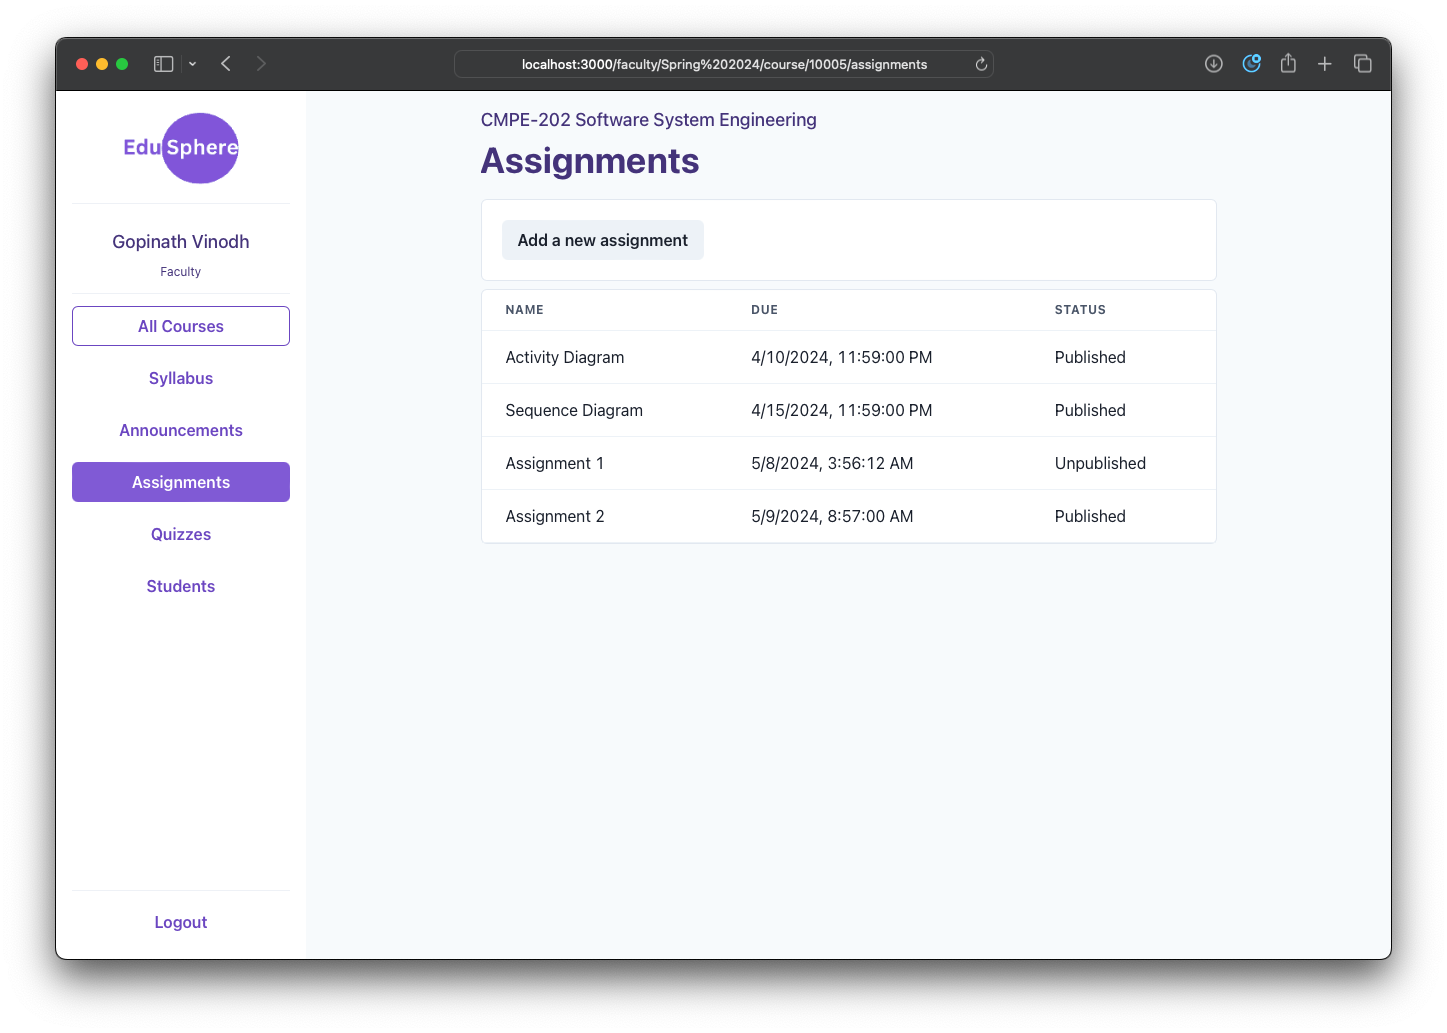 localhost:3000/faculty/Spring%202024/course/10005/assignments
EduSphere
Gopinath Vinodh
Faculty
All Courses
Syllabus
Announcements
Assignments
Quizzes
Students
Logout
CMPE-202 Software System Engineering
Assignments
Add a new assignment
NAME DUE STATUS
Activity Diagram 4/10/2024, 11:59:00 PM Published
Sequence Diagram 4/15/2024, 11:59:00 PM Published
Assignment 1 5/8/2024, 3:56:12 AM Unpublished
Assignment 2 5/9/2024, 8:57:00 AM Published